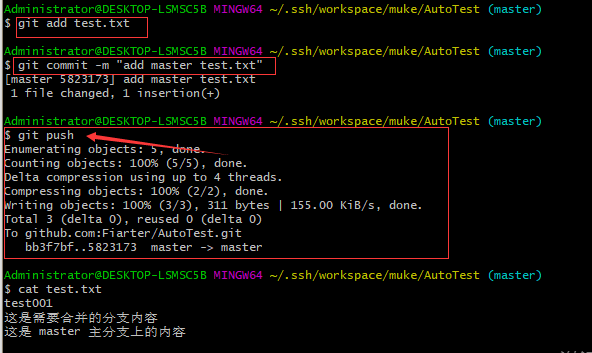 Administrator@DESKTOP-LSMSC5B MINGW64 ~/.ssh/workspace/muke/AutoTest (master)
$ git add test.txt
Administrator@DESKTOP-LSMSC5B MINGW64 ~/.ssh/workspace/muke/AutoTest (master)
$ git commit -m "add master test.txt"
[master 5823173] add master test.txt
1 file changed, 1 insertion(+)
Administrator@DESKTOP-LSMSC5B MINGW64 ~/.ssh/workspace/muke/AutoTest (master)
$ git push
Enumerating objects: 5, done.
Counting objects: 100% (5/5), done.
Delta compression using up to 4 threads.
Compressing objects: 100% (2/2), done.
Writing objects: 100% (3/3), 311 bytes | 155.00 KiB/s, done.
Total 3 (delta 0), reused 0 (delta 0)
To github.com:Fiarter/AutoTest.git
bb3f7bf..5823173  master -> master
Administrator@DESKTOP-LSMSC5B MINGW64 ~/.ssh/workspace/muke/AutoTest (master)
$ cat test.txt
test001
这是需要合并的分支内容
这是 master 主分支上的内容